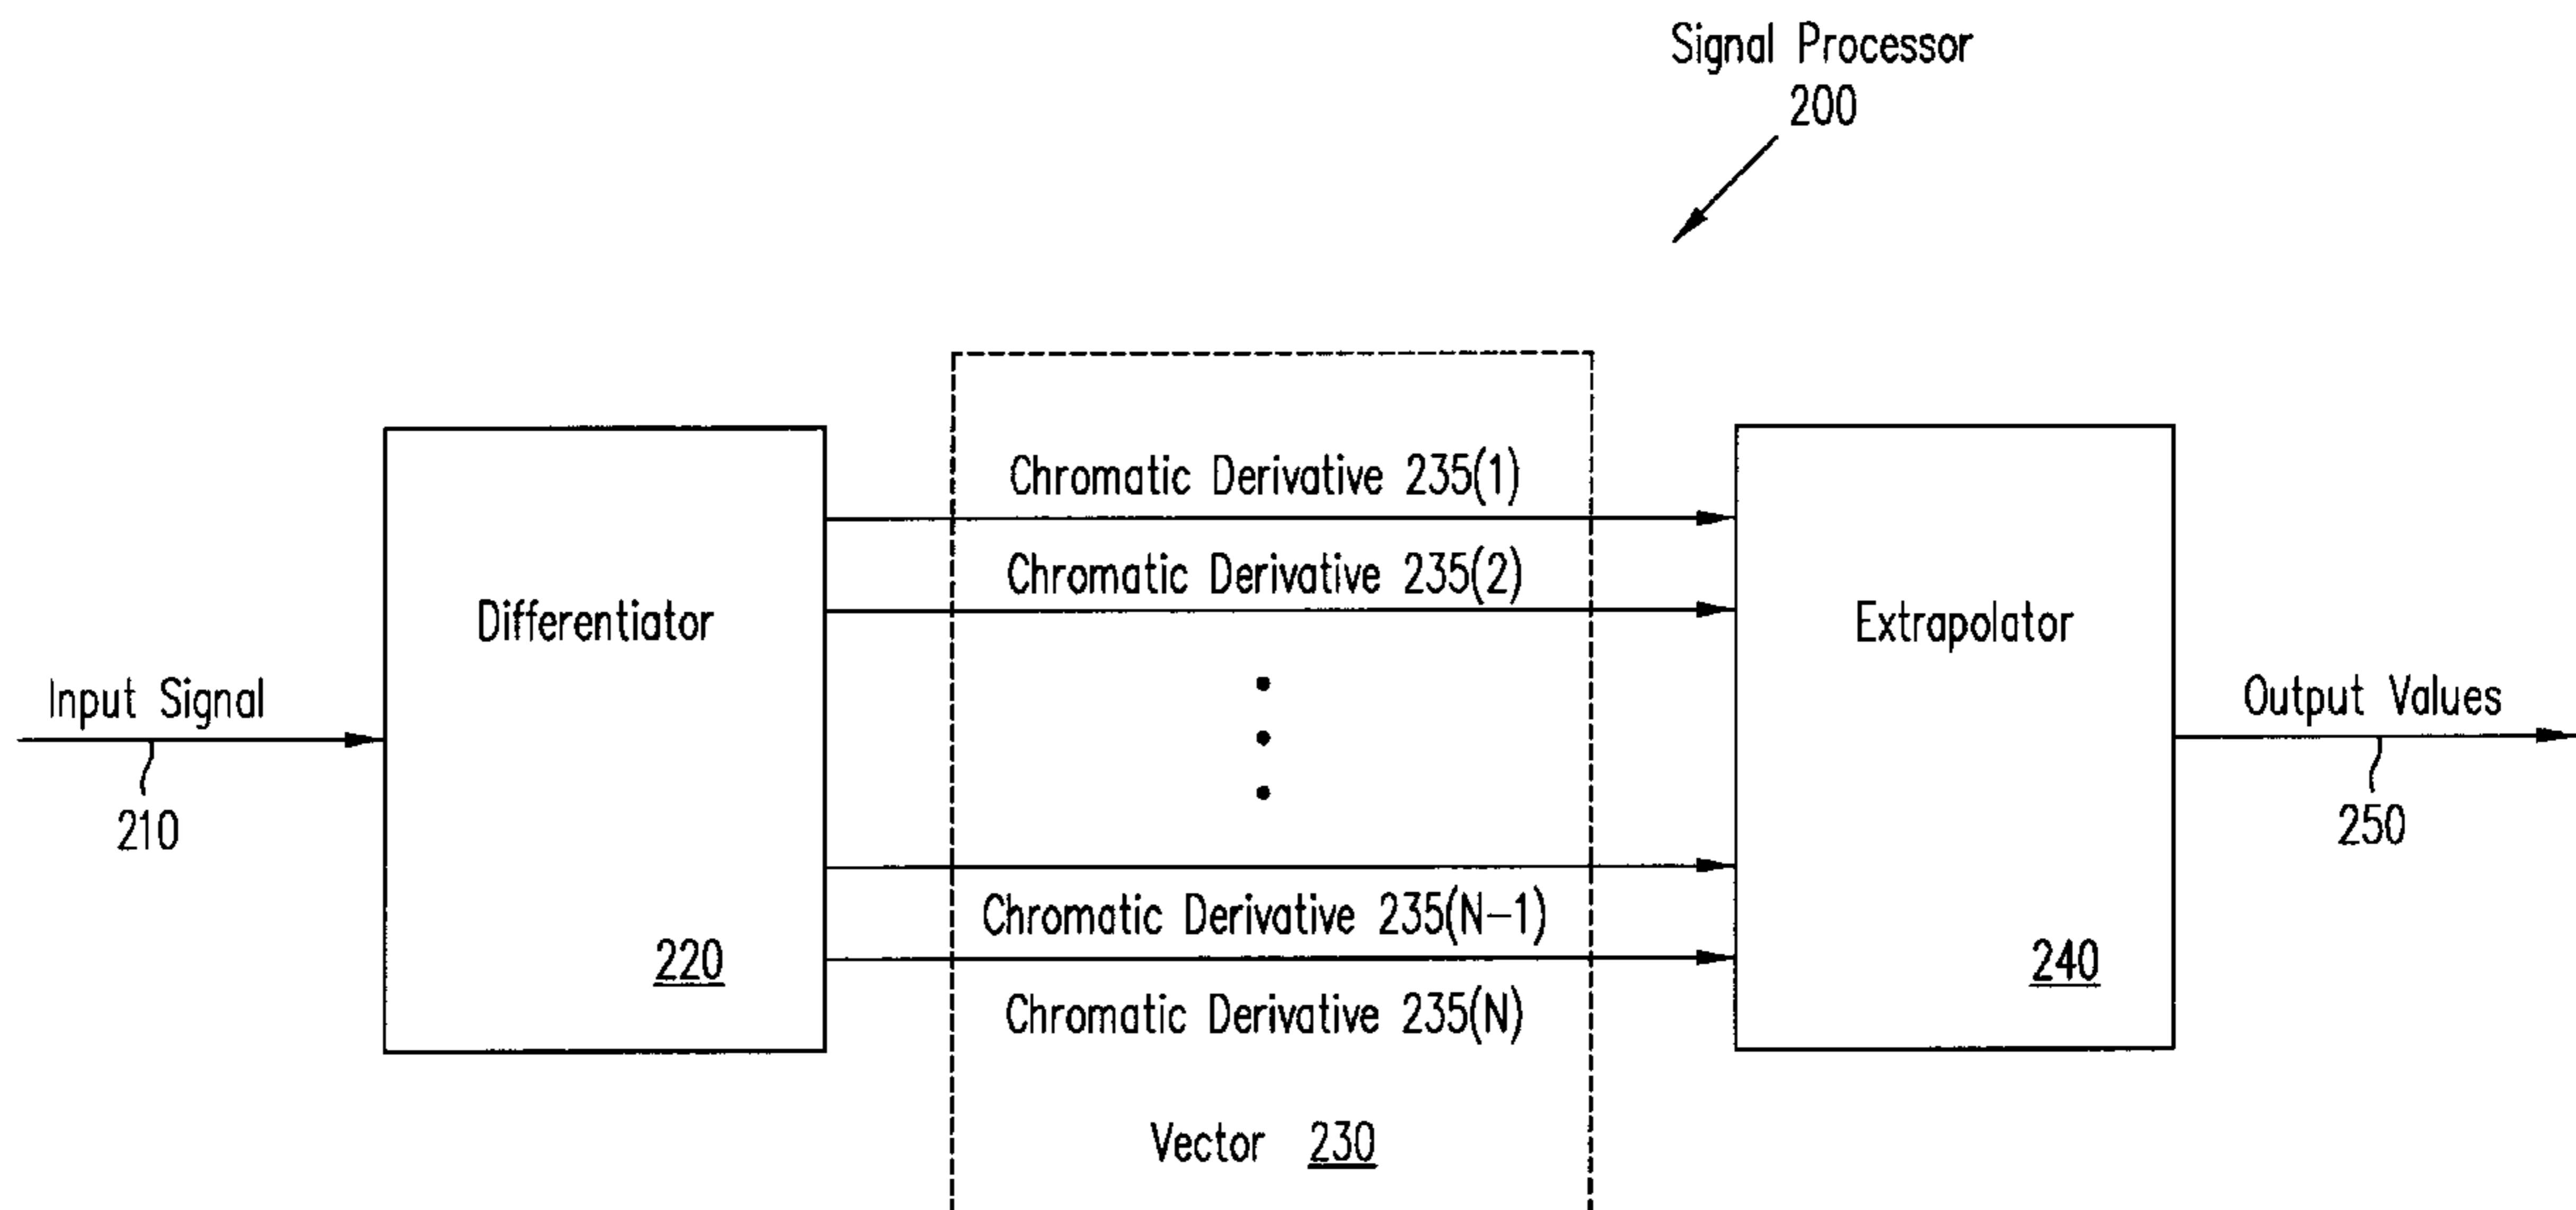 Signal Processor
200
Chromatic Derivative 235(1)
Chromatic Derivative 235(2)
Differentiator
Extrapolator
Input Signal
Output Values
210
250
Chromatic Derivative 235(N-1)
220
240
Chromatic Derivative 235(N)
Vector 230